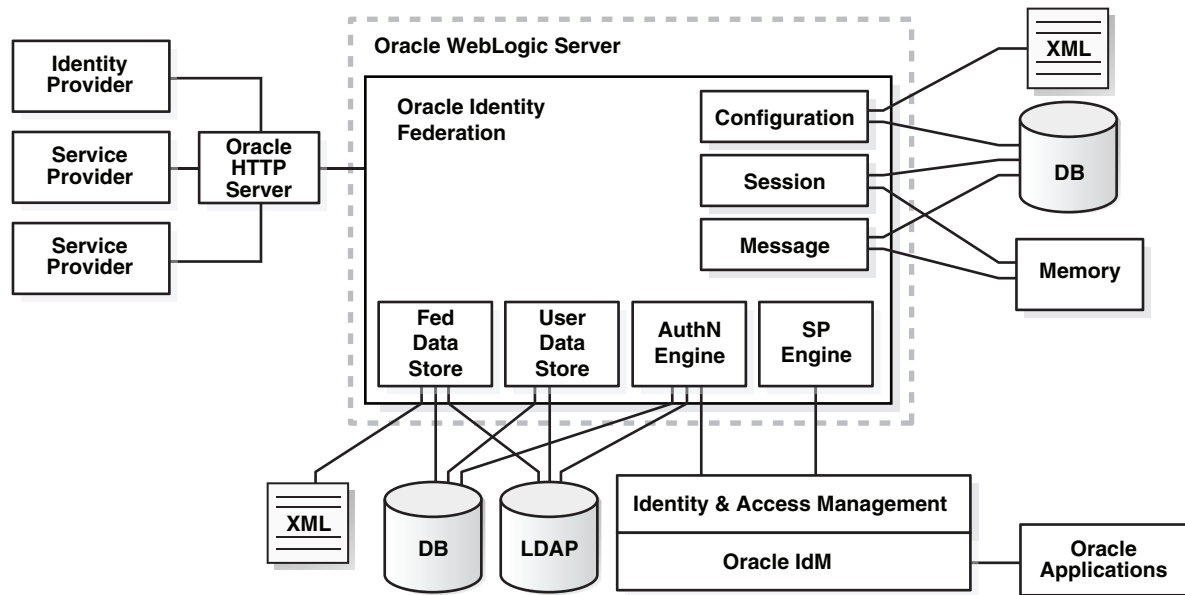 Oracle WebLogic Server
Identity
Provider
Service
Provider
Service
Provider
Oracle
HTTP
Server
Oracle Identity
Federation
Configuration
Session
Message
XML
DB
Memory
Fed
Data
Store
User
Data
Store
AuthN
Engine
SP
Engine
XML
DB
LDAP
Identity & Access Management
Oracle IdM
Oracle
Applications